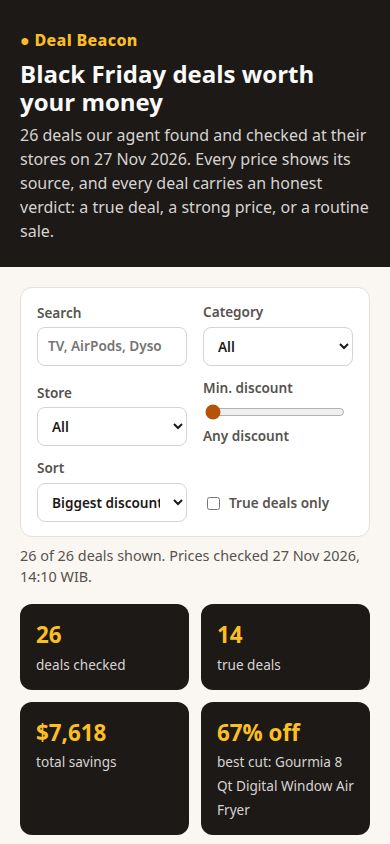 Deal Beacon
Black Friday deals worth
your money
26 deals our agent found and checked at their
stores on 27 Nov 2026. Every price shows its
source, and every deal carries an honest
verdict: a true deal, a strong price, or a routine
sale.
Search
Category
TV, AirPods, Dyso
All
Store
Min. discount
All
Any discount
Sort
Biggest discount
True deals only
26 of 26 deals shown. Prices checked 27 Nov 2026,
14:10 WIB.
26
deals checked
14
true deals
$7,618
total savings
67% off
best cut: Gourmia 8
Qt Digital Window Air
Fryer